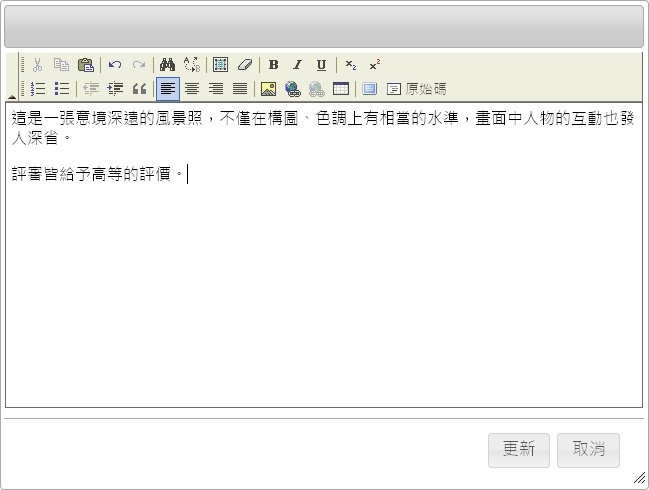 B I U x₂ x²
原始碼
這是一張意境深遠的風景照，不僅在構圖、色調上有相當的水準，畫面中人物的互動也發
人深省。
評審皆給予高等的評價。
更新 取消